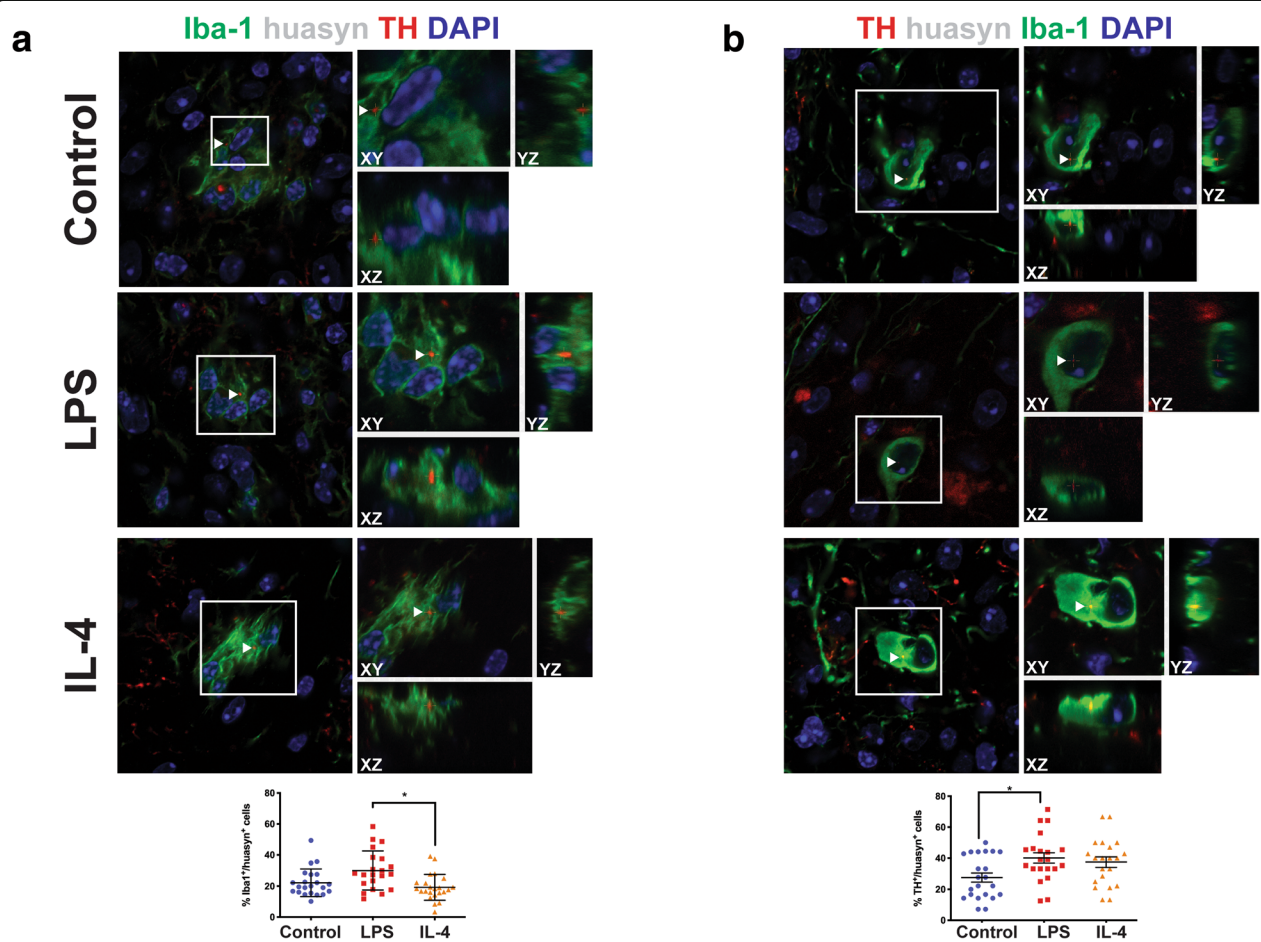 a
Iba-1 huasyn TH DAPI
Control
XY
YZ
XZ
LPS
XY
YZ
XZ
IL-4
XY
YZ
XZ
% Iba1+/huasyn+ cells
80
60
40
20
0
*
Control LPS IL-4
b
TH huasyn Iba-1 DAPI
XY
YZ
XZ
XY
YZ
XZ
XY
YZ
XZ
% TH+/huasyn+ cells
80
60
40
20
0
*
Control LPS IL-4